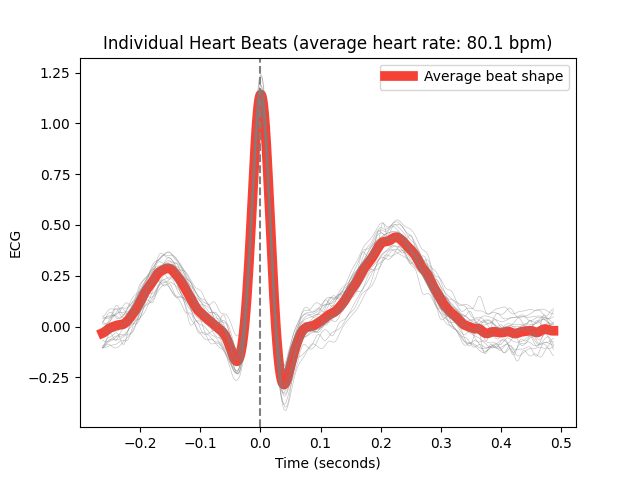 Individual Heart Beats (average heart rate: 80.1 bpm)
Average beat shape
1.25
1.00
0.75
0.50
0.25
0.00
−0.25
ECG
−0.2 −0.1 0.0 0.1 0.2 0.3 0.4 0.5
Time (seconds)